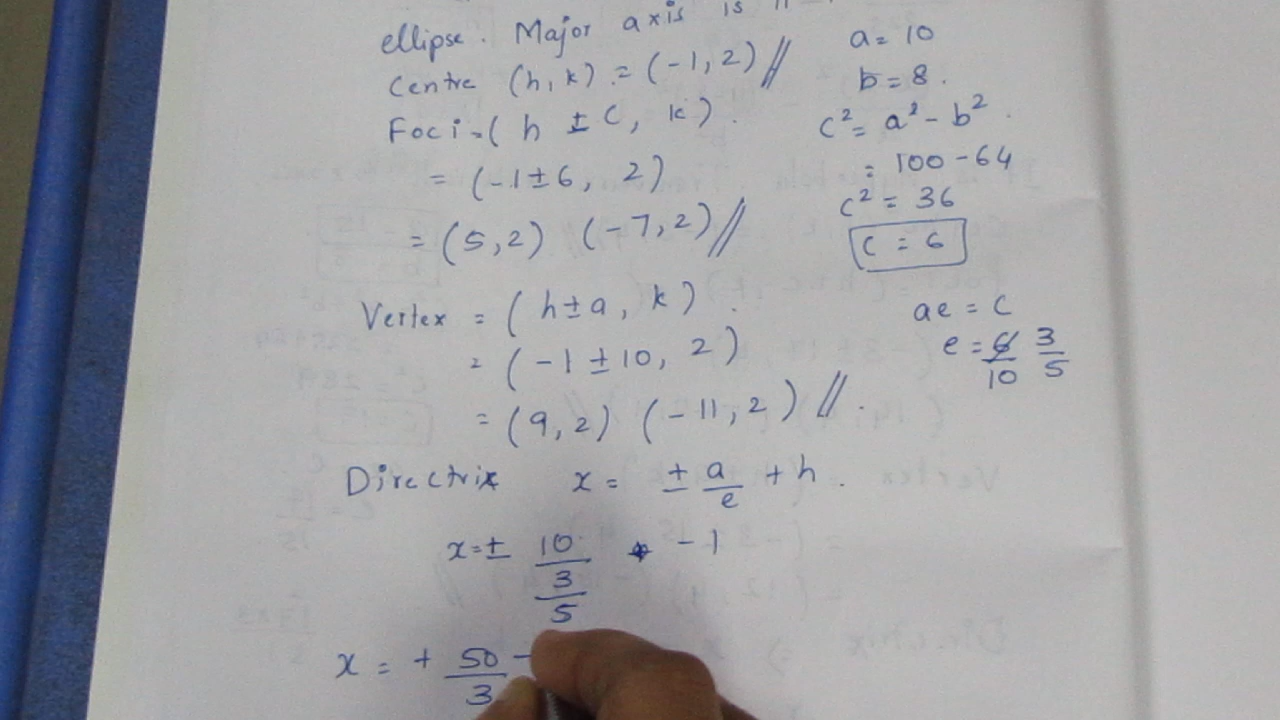 ellipse. Major axis is
Centre (h, k) = (-1, 2) //
Foci = ( h ± c, k ).
= (-1 ± 6, 2)
= (5, 2) (-7, 2) //
a = 10
b = 8.
c² = a² - b².
= 100 - 64
c² = 36
c = 6
Vertex = ( h ± a, k ).
= (-1 ± 10, 2)
= (9, 2) (-11, 2) //.
ae = c
e = 6/10 3/5
Directrix x = ± a/e + h.
x = ± 10/(3/5) - 1
x = + 50/3 -